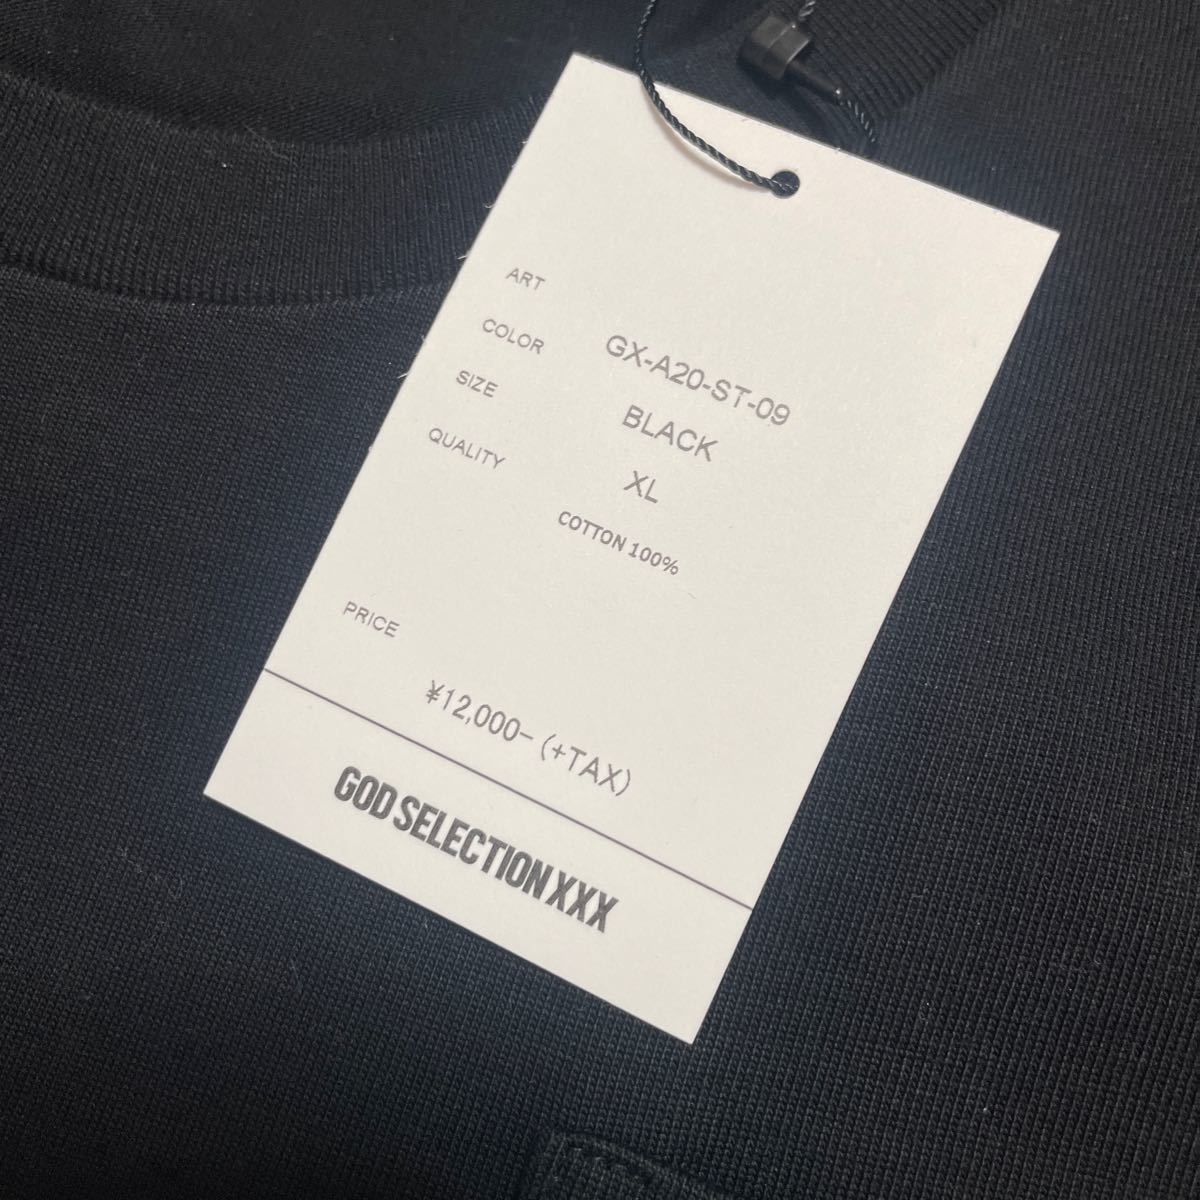 ART GX-A20-ST-09
COLOR BLACK
SIZE XL
QUALITY COTTON 100%
PRICE
¥12,000- (+TAX)
GOD SELECTION XXX